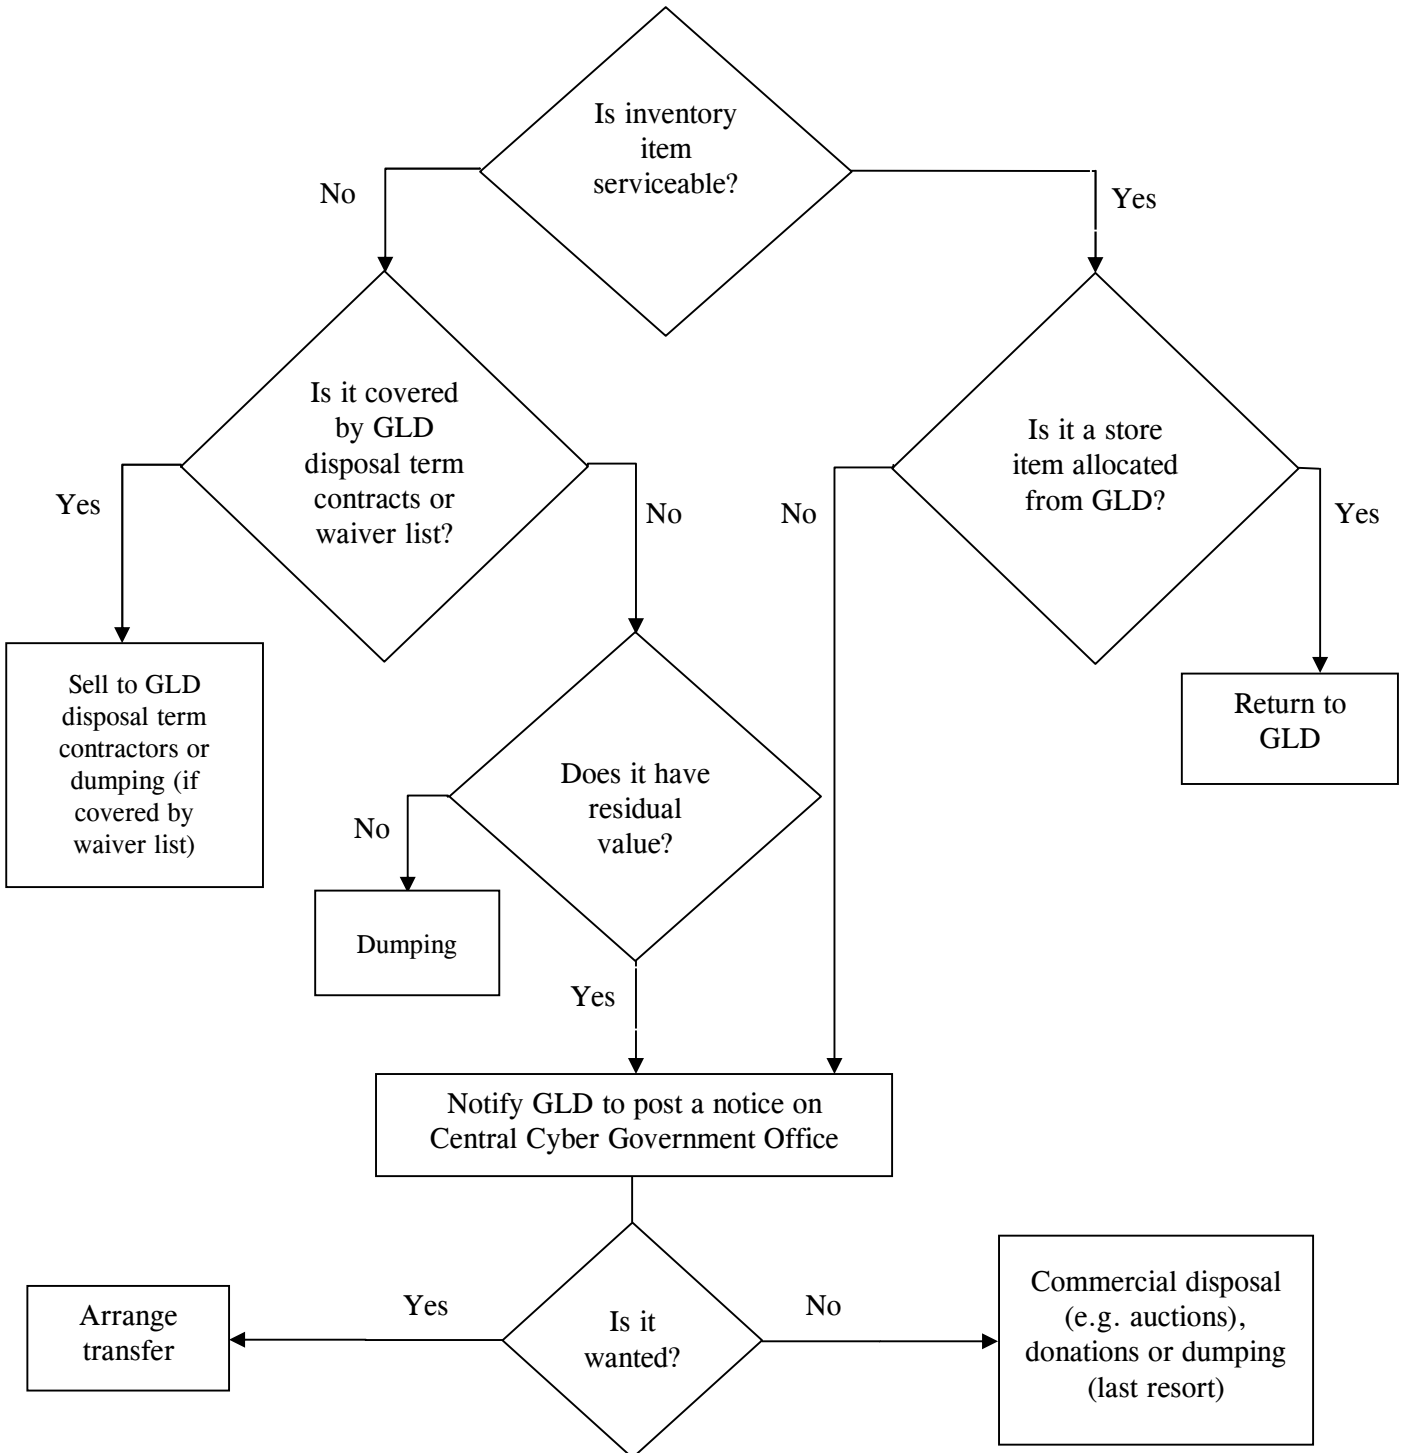 Is inventory
item
serviceable?
No
Yes
Is it covered
by GLD
disposal term
contracts or
waiver list?
Is it a store
item allocated
from GLD?
Yes
No
No
Yes
Sell to GLD
disposal term
contractors or
dumping (if
covered by
waiver list)
Return to
GLD
Does it have
residual
value?
No
Dumping
Yes
Notify GLD to post a notice on
Central Cyber Government Office
Arrange
transfer
Yes
Is it
wanted?
No
Commercial disposal
(e.g. auctions),
donations or dumping
(last resort)